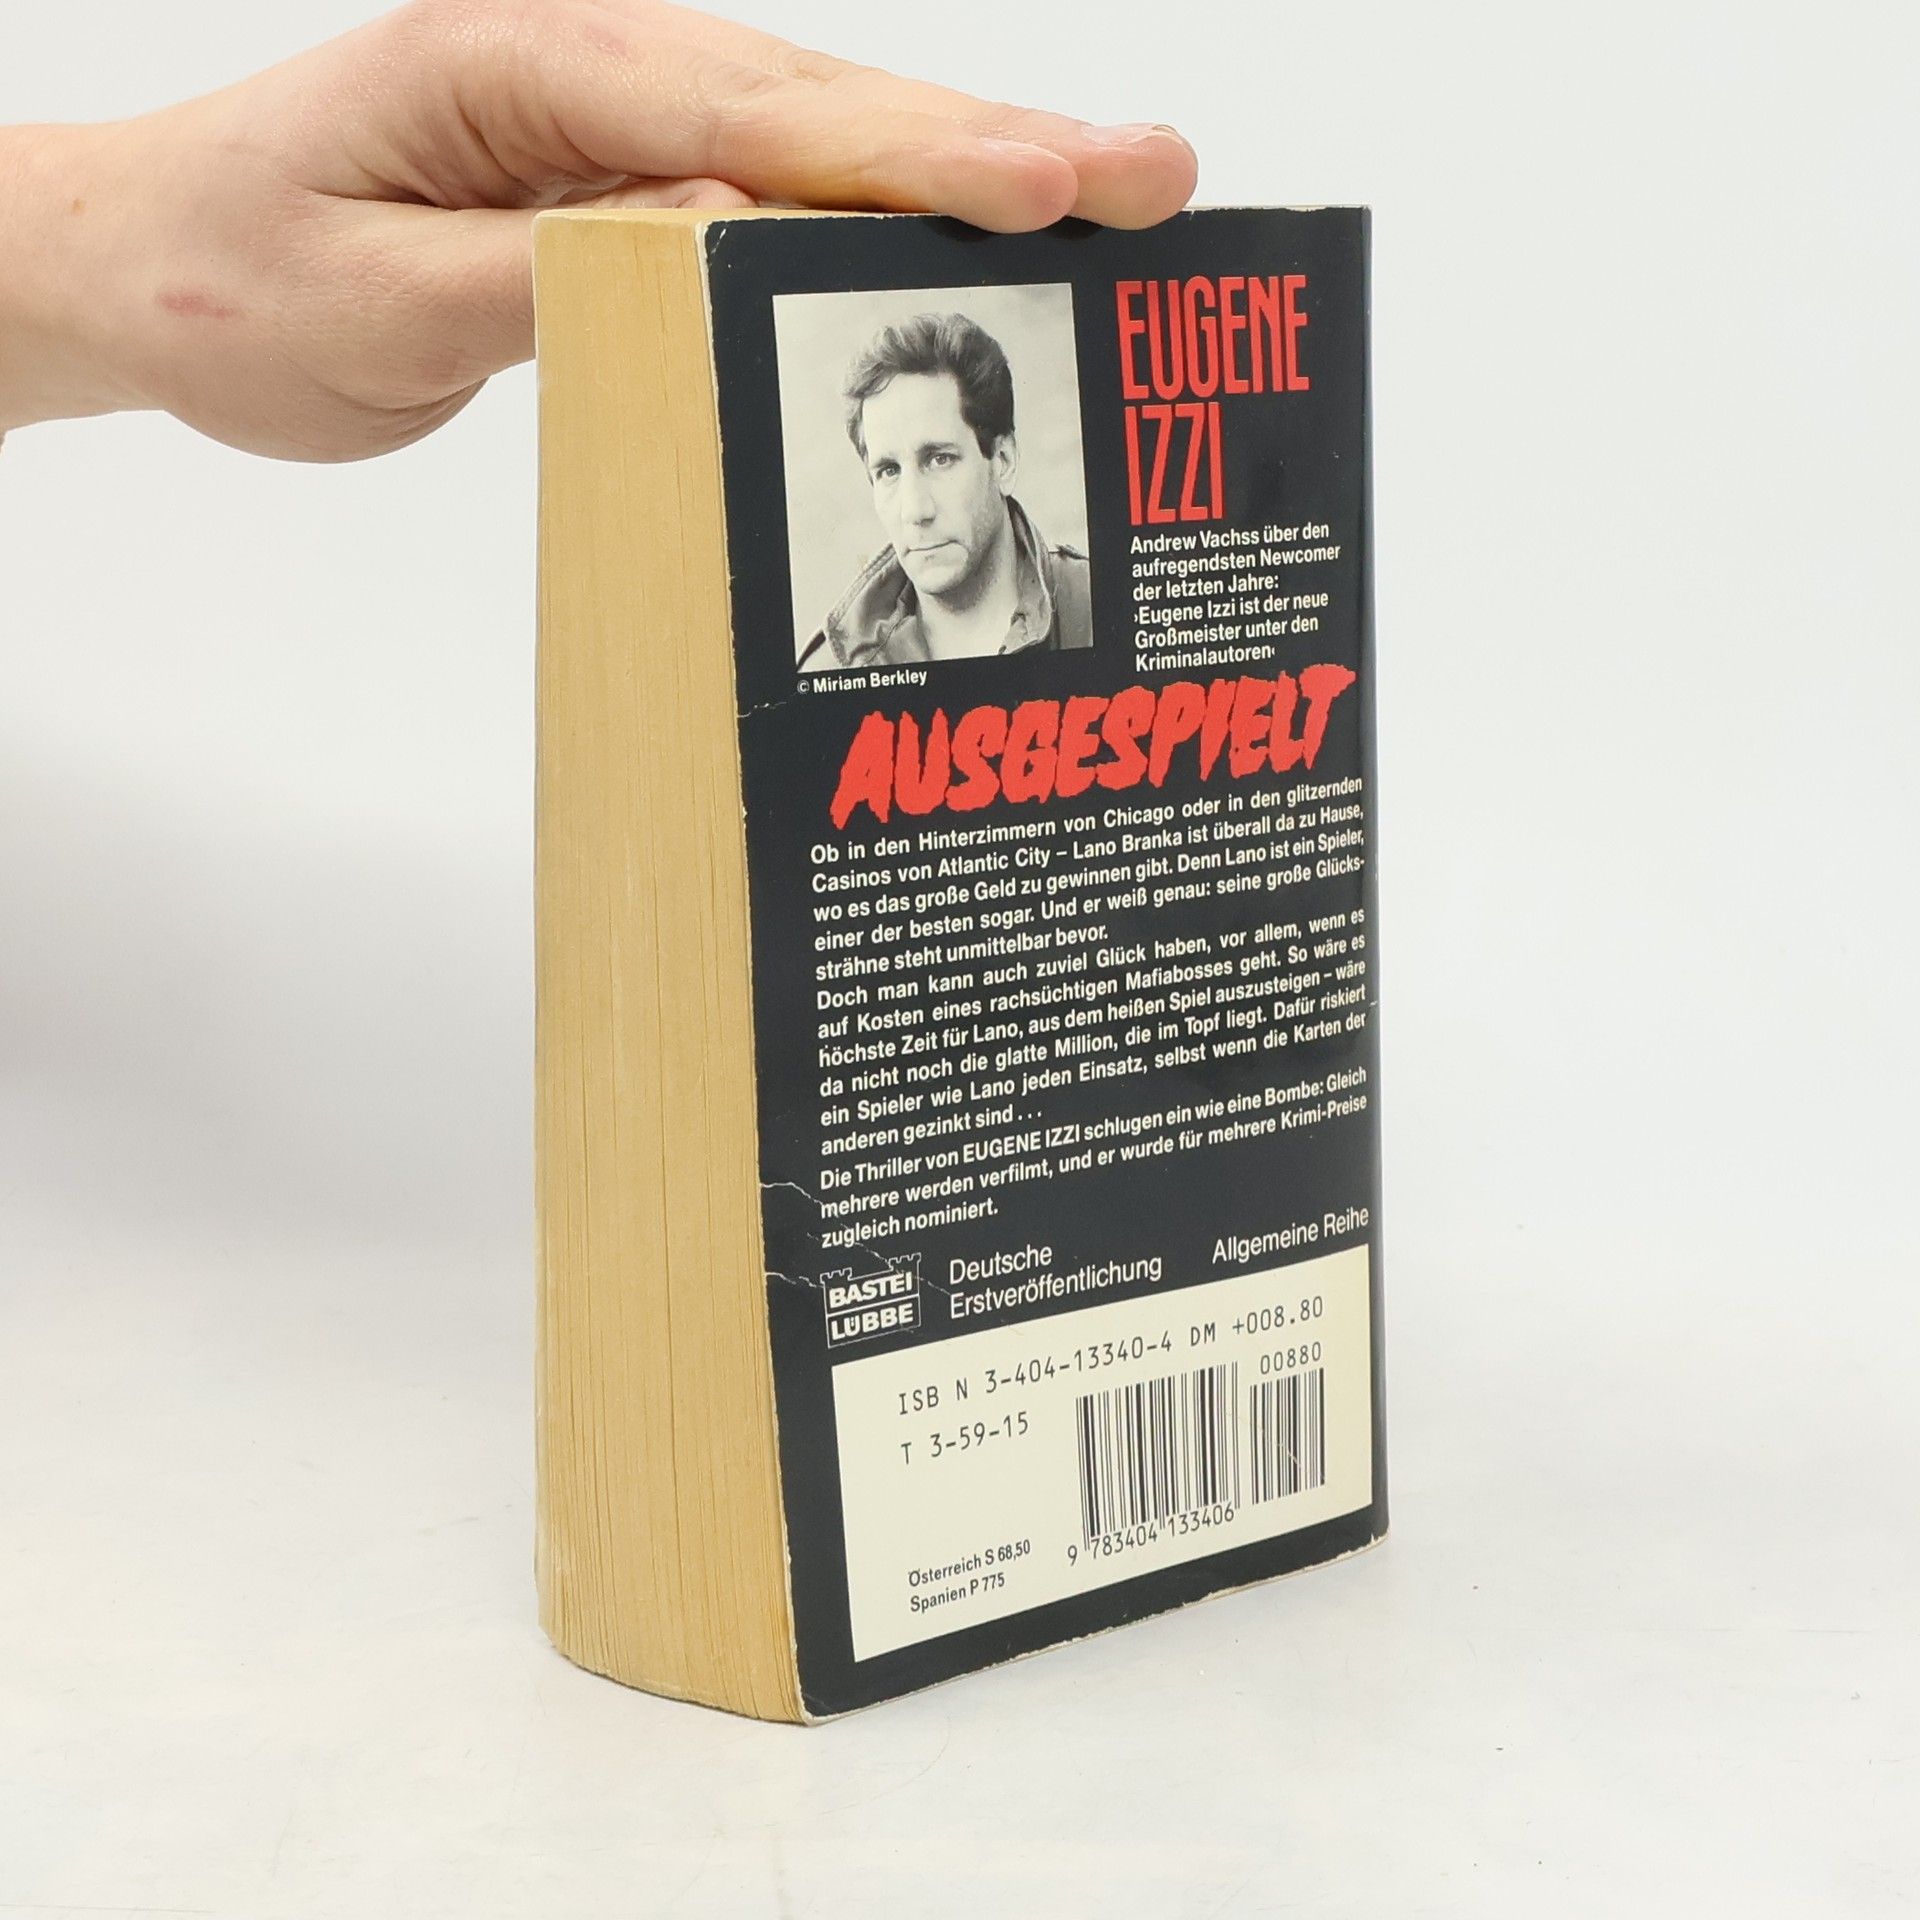 EUGENE
IZZI
Andrew Vachss über den
aufregendsten Newcomer
der letzten Jahre:
›Eugene Izzi ist der neue
Großmeister unter den
Kriminalautoren‹
© Miriam Berkley
AUSGESPIELT
Ob in den Hinterzimmern von Chicago oder in den glitzernden
Casinos von Atlantic City – Lano Branka ist überall da zu Hause,
wo es das große Geld zu gewinnen gibt. Denn Lano ist ein Spieler,
einer der besten sogar. Und er weiß genau: seine große Glücks-
strähne steht unmittelbar bevor.
Doch man kann auch zuviel Glück haben, vor allem, wenn es
auf Kosten eines rachsüchtigen Mafiabosses geht. So wäre es
höchste Zeit für Lano, aus dem heißen Spiel auszusteigen – wäre
da nicht noch die glatte Million, die im Topf liegt. Dafür riskiert
ein Spieler wie Lano jeden Einsatz, selbst wenn die Karten der
anderen gezinkt sind ...
Die Thriller von EUGENE IZZI schlugen ein wie eine Bombe: Gleich
mehrere werden verfilmt, und er wurde für mehrere Krimi-Preise
zugleich nominiert.
BASTEI
LÜBBE
Deutsche
Erstveröffentlichung
Allgemeine Reihe
ISB N 3-404-13340-4 DM +008.80
00880
T 3-59-15
9 783404 133406
Österreich S 68,50
Spanien P 775